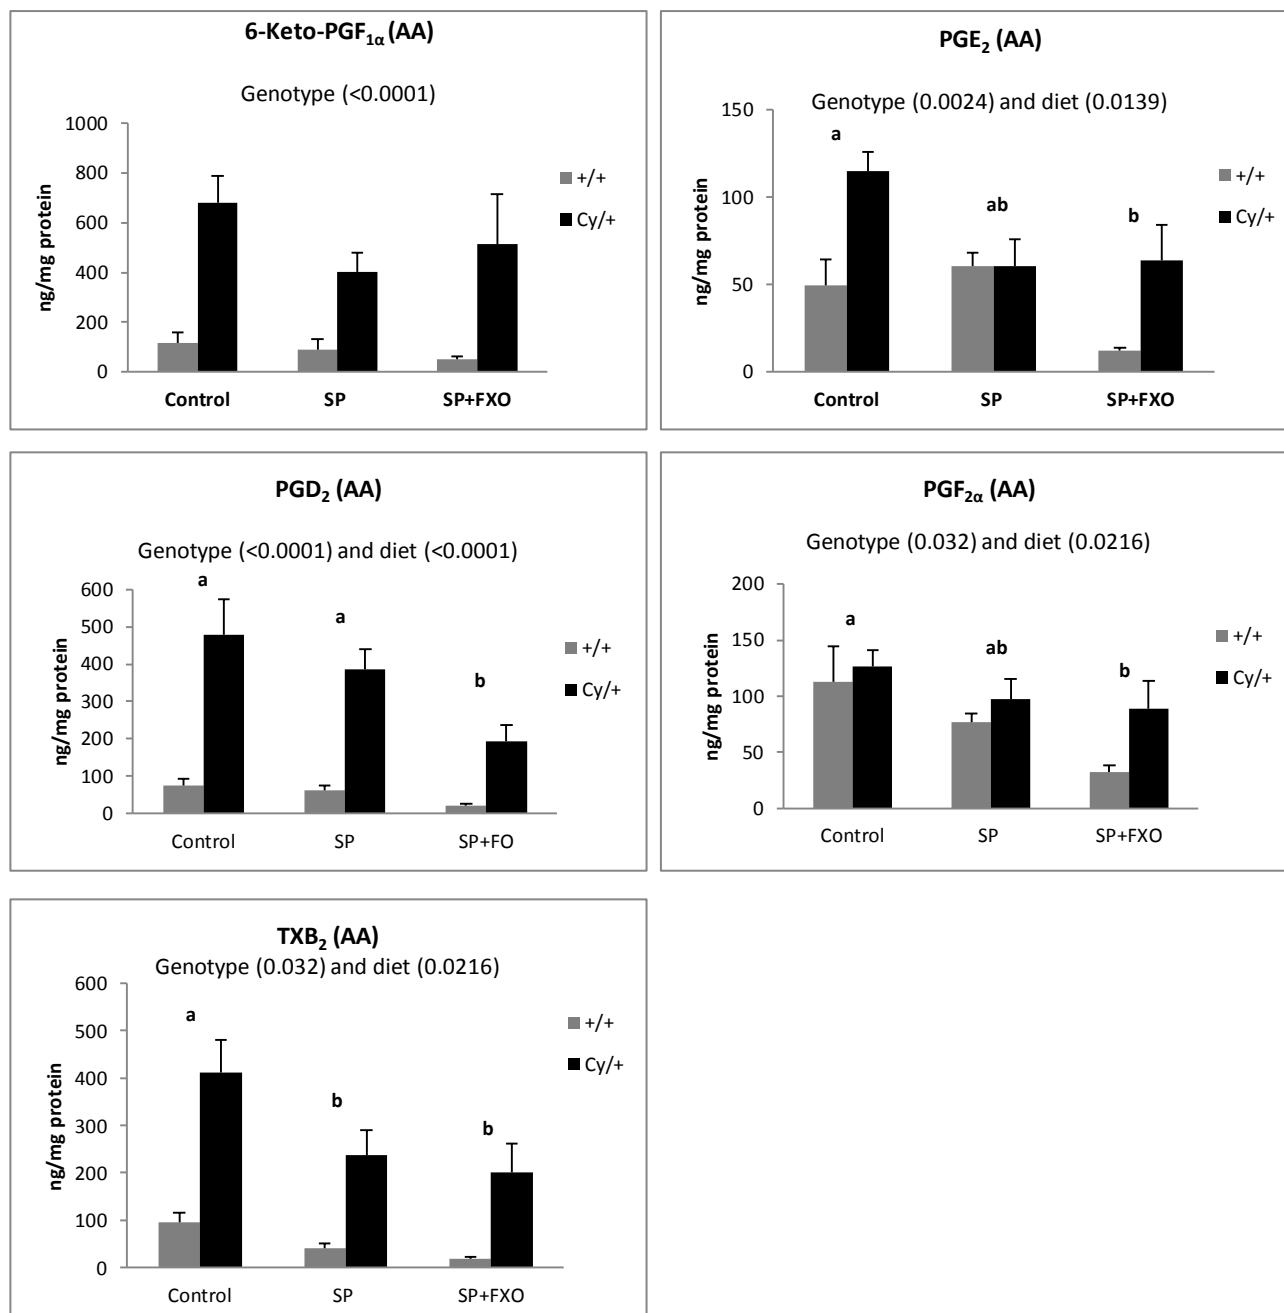 6-Keto-PGF1α (AA)
Genotype (<0.0001)
1000
800
600
400
200
0
ng/mg protein
Control SP SP+FXO
+/+
Cy/+
PGE2 (AA)
Genotype (0.0024) and diet (0.0139)
150
100
50
0
ng/mg protein
a
ab
b
Control SP SP+FXO
+/+
Cy/+
PGD2 (AA)
Genotype (<0.0001) and diet (<0.0001)
600
500
400
300
200
100
0
ng/mg protein
a
a
b
Control SP SP+FO
+/+
Cy/+
PGF2α (AA)
Genotype (0.032) and diet (0.0216)
200
150
100
50
0
ng/mg protein
a
ab
b
Control SP SP+FXO
+/+
Cy/+
TXB2 (AA)
Genotype (0.032) and diet (0.0216)
600
500
400
300
200
100
0
ng/mg protein
a
b
b
Control SP SP+FXO
+/+
Cy/+